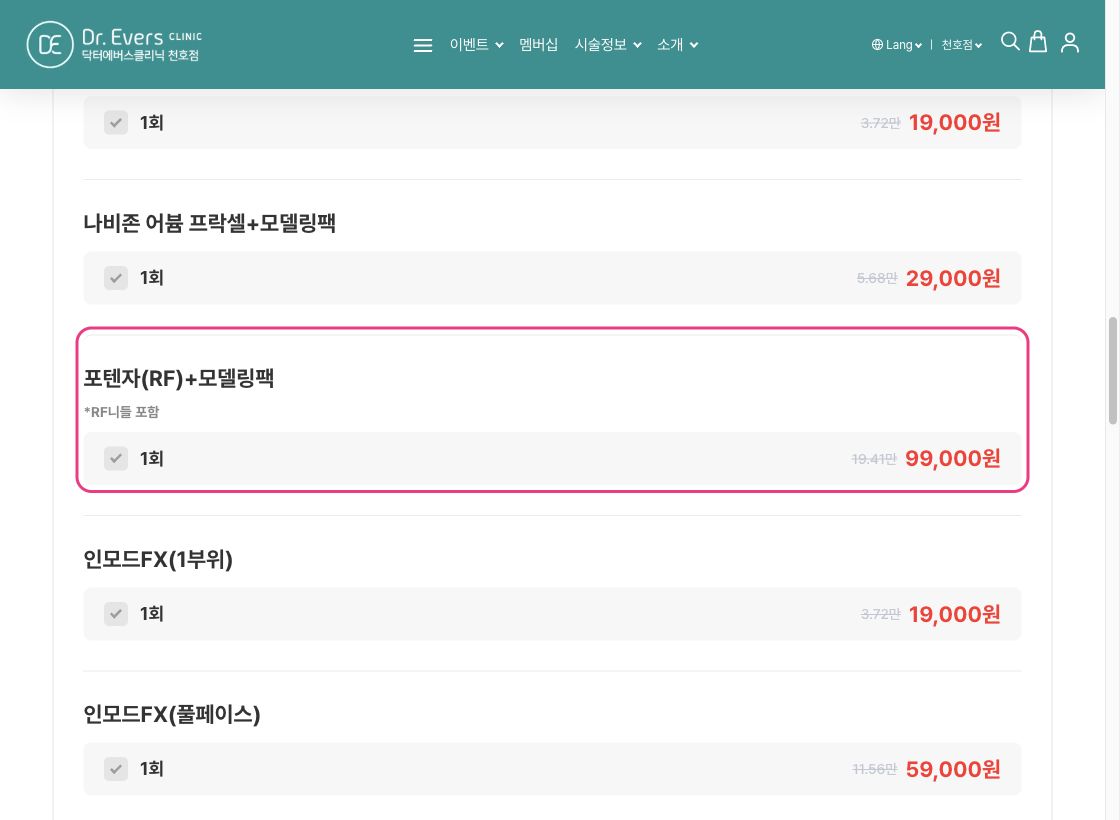 Dr. Evers CLINIC
닥터에버스클리닉 천호점
이벤트 멤버십 시술정보 소개
Lang | 천호점
1회 3.72만 19,000원
나비존 어븀 프락셀+모델링팩
1회 5.68만 29,000원
포텐자(RF)+모델링팩
*RF니들 포함
1회 19.41만 99,000원
인모드FX(1부위)
1회 3.72만 19,000원
인모드FX(풀페이스)
1회 11.56만 59,000원